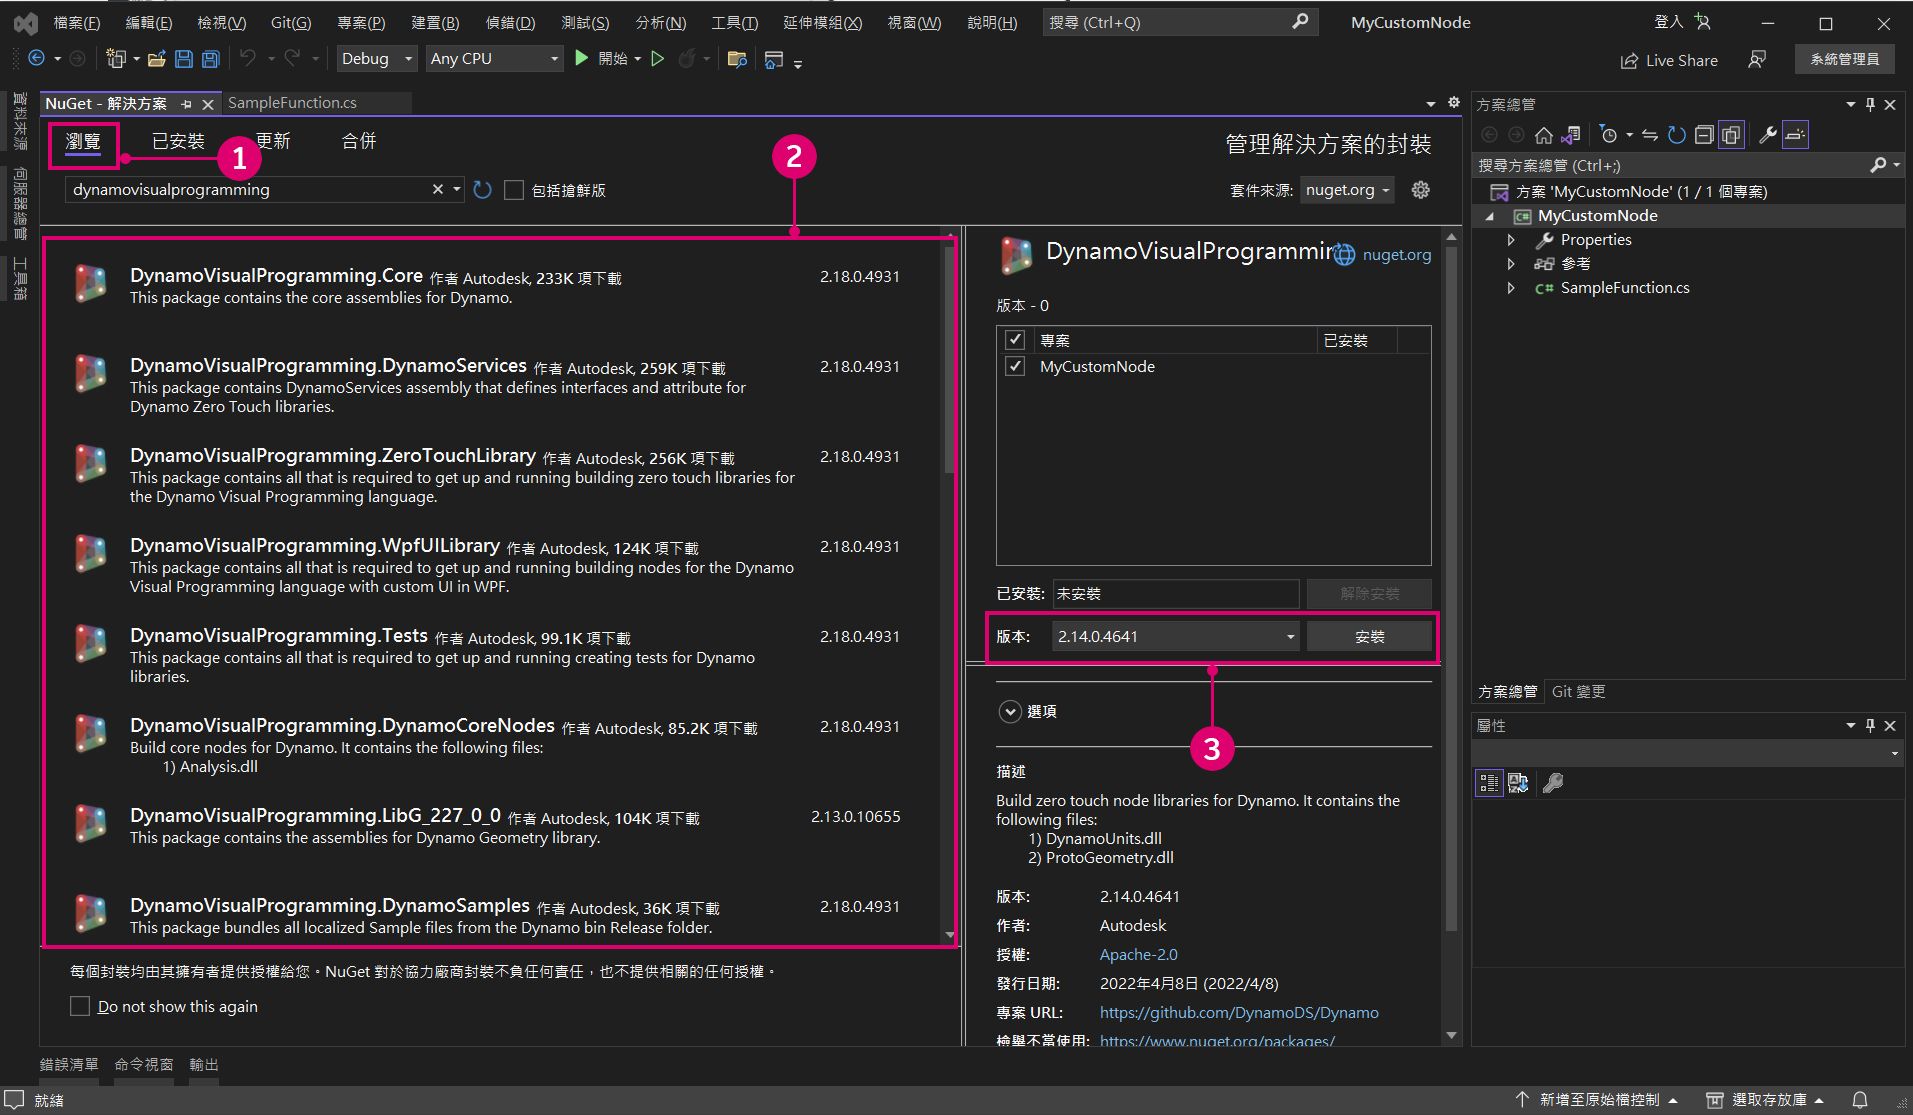 檔案(F) 編輯(E) 檢視(V) Git(G) 專案(P) 建置(B) 偵錯(D) 測試(S) 分析(N) 工具(T) 延伸模組(X) 視窗(W) 說明(H) 搜尋 (Ctrl+Q) MyCustomNode 登入
Debug Any CPU 開始 Live Share 系統管理員
資料來源
伺服器總管
工具箱
NuGet - 解決方案 SampleFunction.cs
瀏覽 已安裝 更新 合併
1
2
管理解決方案的封裝
dynamovisualprogramming 包括搶鮮版
套件來源: nuget.org
DynamoVisualProgramming.Core 作者 Autodesk, 233K 項下載 2.18.0.4931
This package contains the core assemblies for Dynamo.
DynamoVisualProgramming.DynamoServices 作者 Autodesk, 259K 項下載 2.18.0.4931
This package contains DynamoServices assembly that defines interfaces and attribute for
Dynamo Zero Touch libraries.
DynamoVisualProgramming.ZeroTouchLibrary 作者 Autodesk, 256K 項下載 2.18.0.4931
This package contains all that is required to get up and running building zero touch libraries for
the Dynamo Visual Programming language.
DynamoVisualProgramming.WpfUILibrary 作者 Autodesk, 124K 項下載 2.18.0.4931
This package contains all that is required to get up and running building nodes for the Dynamo
Visual Programming language with custom UI in WPF.
DynamoVisualProgramming.Tests 作者 Autodesk, 99.1K 項下載 2.18.0.4931
This package contains all that is required to get up and running creating tests for Dynamo
libraries.
DynamoVisualProgramming.DynamoCoreNodes 作者 Autodesk, 85.2K 項下載 2.18.0.4931
Build core nodes for Dynamo. It contains the following files:
1) Analysis.dll
DynamoVisualProgramming.LibG_227_0_0 作者 Autodesk, 104K 項下載 2.13.0.10655
This package contains the assemblies for Dynamo Geometry library.
DynamoVisualProgramming.DynamoSamples 作者 Autodesk, 36K 項下載 2.18.0.4931
This package bundles all localized Sample files from the Dynamo bin Release folder.
每個封裝均由其擁有者提供授權給您。NuGet 對於協力廠商封裝不負任何責任，也不提供相關的任何授權。
Do not show this again
DynamoVisualProgrammin nuget.org
版本 - 0
專案 已安裝
MyCustomNode
已安裝: 未安裝 解除安裝
版本: 2.14.0.4641 安裝
3
選項
描述
Build zero touch node libraries for Dynamo. It contains the
following files:
1) DynamoUnits.dll
2) ProtoGeometry.dll
版本: 2.14.0.4641
作者: Autodesk
授權: Apache-2.0
發行日期: 2022年4月8日 (2022/4/8)
專案 URL: https://github.com/DynamoDS/Dynamo
檢舉不當使用: https://www.nuget.org/packages/
方案總管
搜尋方案總管 (Ctrl+;)
方案 'MyCustomNode' (1 / 1 個專案)
C# MyCustomNode
Properties
參考
C# SampleFunction.cs
方案總管 Git 變更
屬性
錯誤清單 命令視窗 輸出
就緒 新增至原始檔控制 選取存放庫